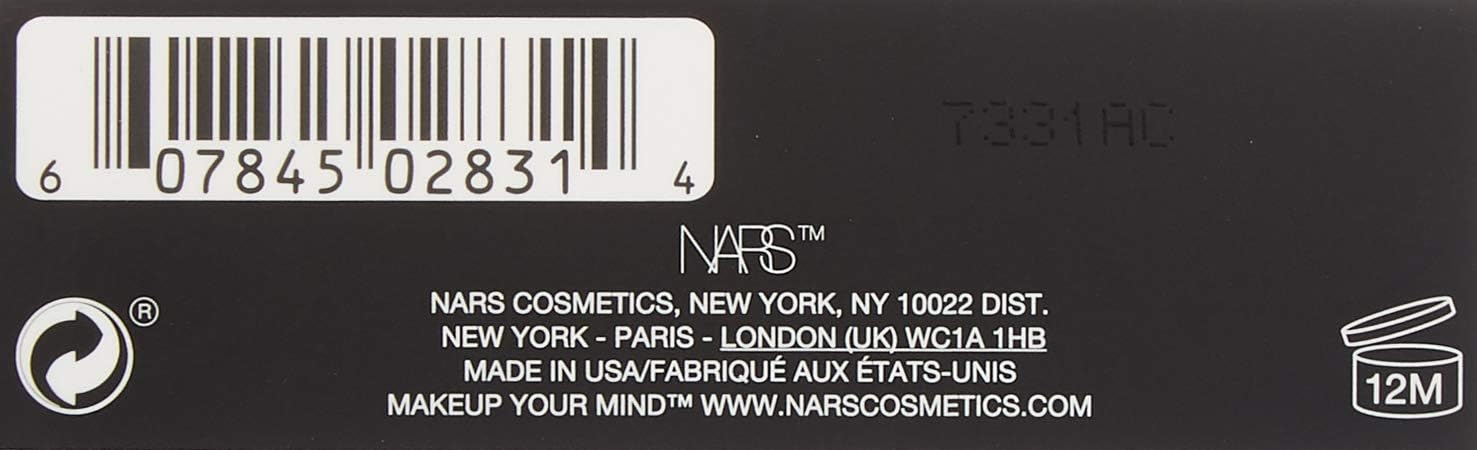 6 07845 02831 4
7331AC
NARS™
®
NARS COSMETICS, NEW YORK, NY 10022 DIST.
NEW YORK - PARIS - LONDON (UK) WC1A 1HB
MADE IN USA/FABRIQUÉ AUX ÉTATS-UNIS
MAKEUP YOUR MIND™ WWW.NARSCOSMETICS.COM
12M